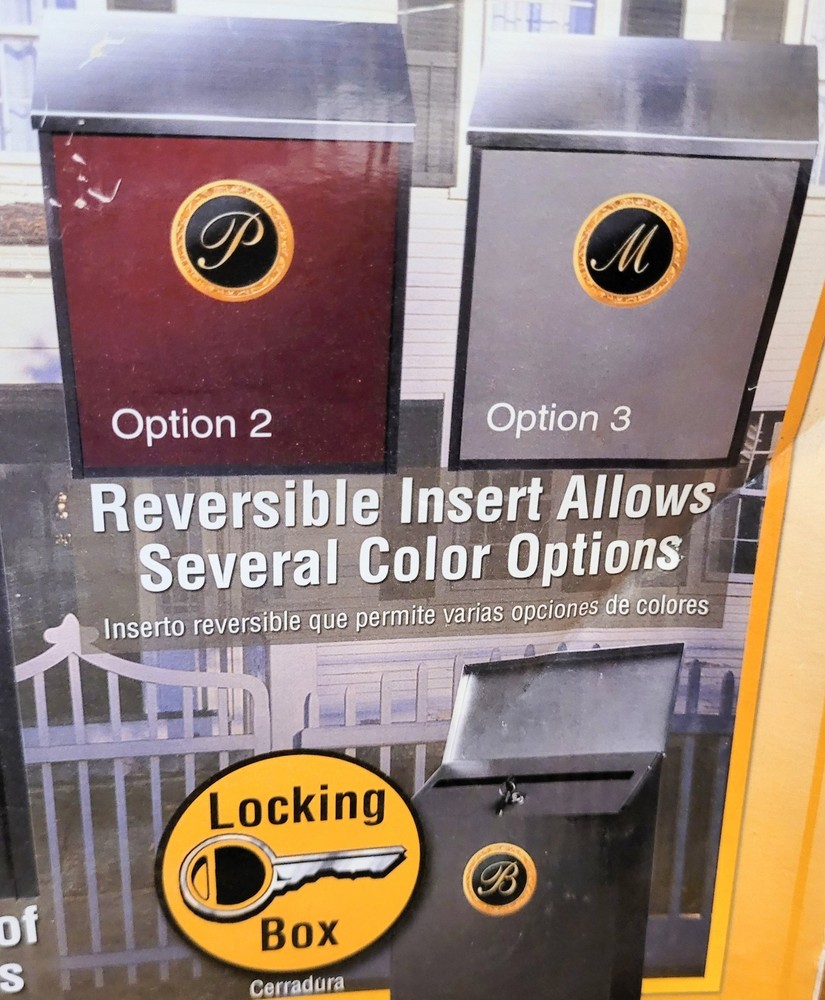 P
M
Option 2
Option 3
Reversible Insert Allows
Several Color Options
Inserto reversible que permite varias opciones de colores
Locking
Box
B
of
s
Cerradura